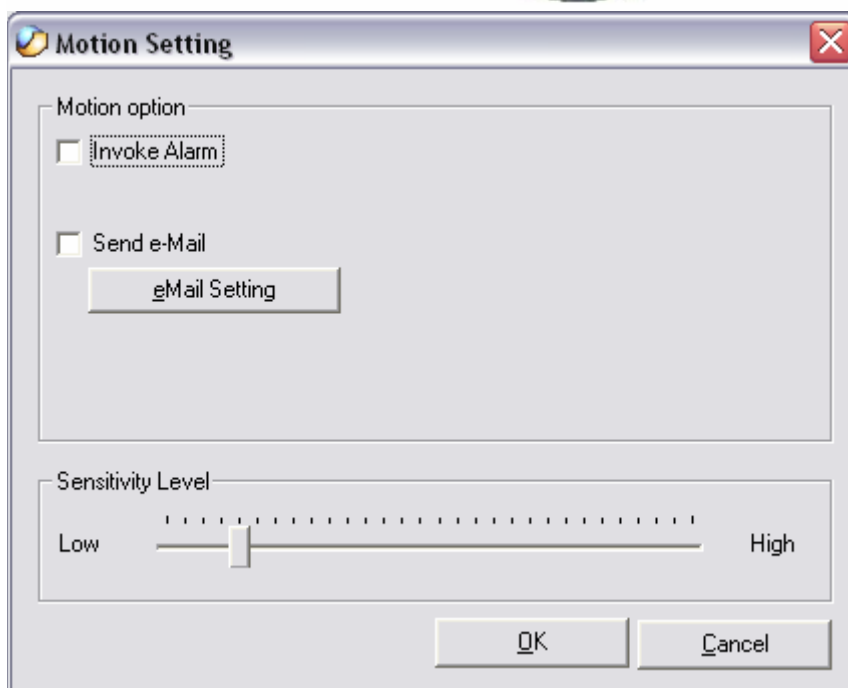 Motion Setting
Motion option
Invoke Alarm
Send e-Mail
eMail Setting
Sensitivity Level
Low
High
OK
Cancel